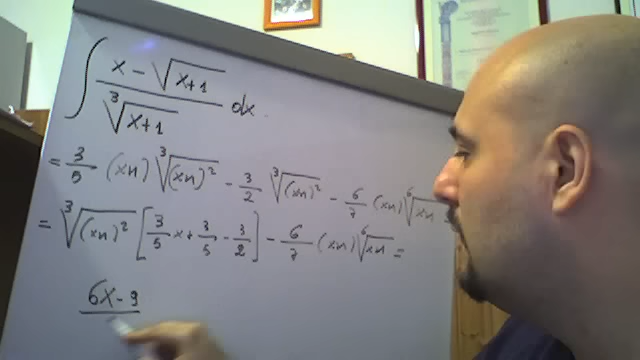 ∫ (x - √(x+1)) / ∛(x+1) dx
= 3/5 (x+1) ∛((x+1)²) - 3/2 ∛((x+1)²) - 6/7 (x+1) ⁶√(x+1)
= ∛((x+1)²) [3/5 x + 3/5 - 3/2] - 6/7 (x+1) ⁶√(x+1) =
6x - 9